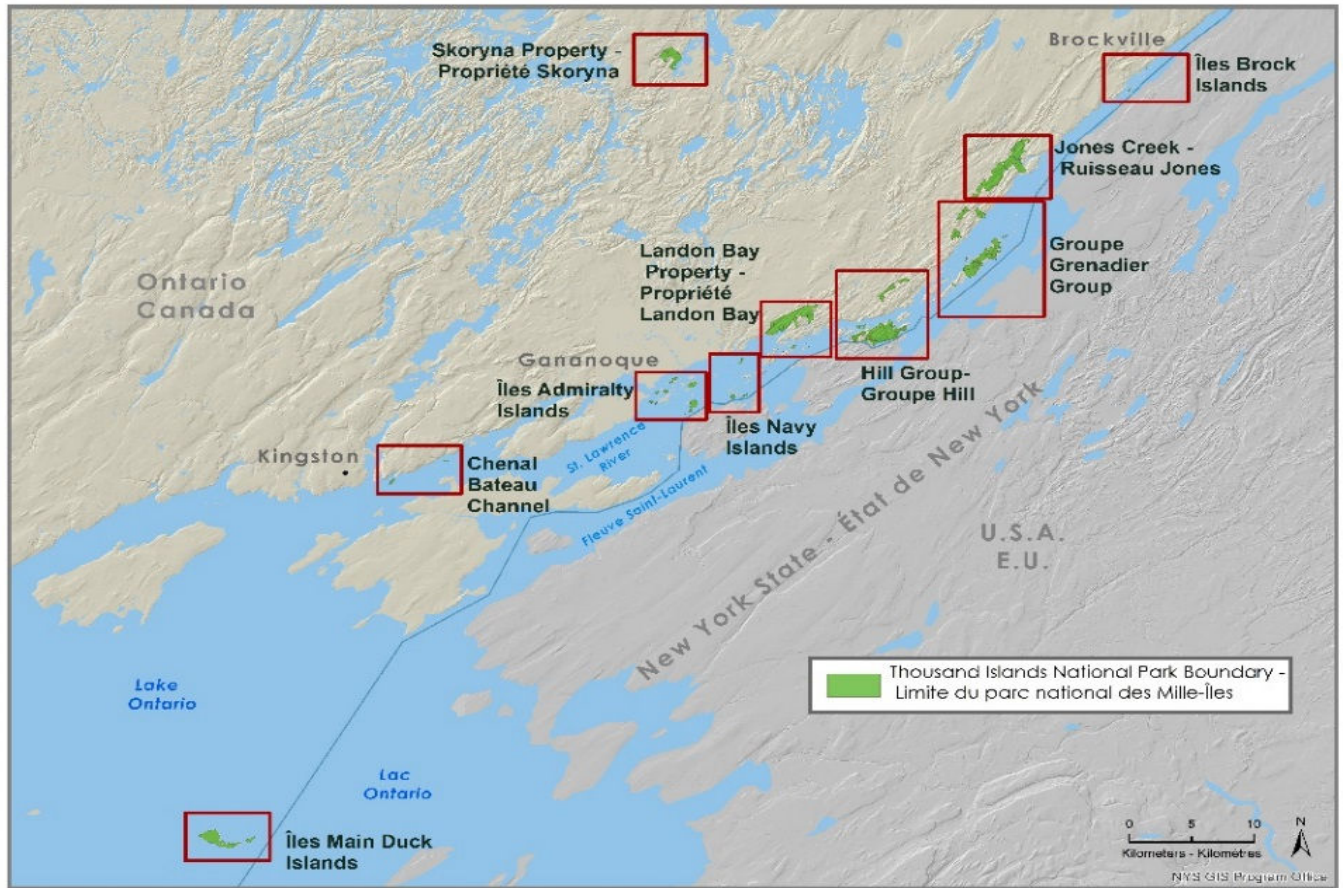 Skoryna Property -
Propriété Skoryna
Brockville
Îles Brock
Islands
Jones Creek -
Ruisseau Jones
Groupe
Grenadier
Group
Landon Bay
Property -
Propriété
Landon Bay
Ontario
Canada
Gananoque
Îles Admiralty
Islands
Hill Group-
Groupe Hill
Îles Navy
Islands
Kingston
Chenal
Bateau
Channel
St. Lawrence
River
Fleuve Saint-Laurent
New York State - État de New York
U.S.A.
E.U.
Thousand Islands National Park Boundary -
Limite du parc national des Mille-Îles
Lake
Ontario
Lac
Ontario
Îles Main Duck
Islands
0 5 10
Kilometers - Kilomètres
N
NYS GIS Program Office